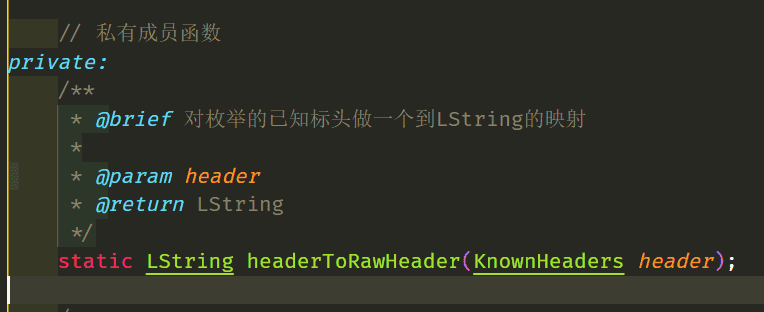 // 私有成员函数
private:
/**
* @brief 对枚举的已知标头做一个到LString的映射
*
* @param header
* @return LString
*/
static LString headerToRawHeader(KnownHeaders header);